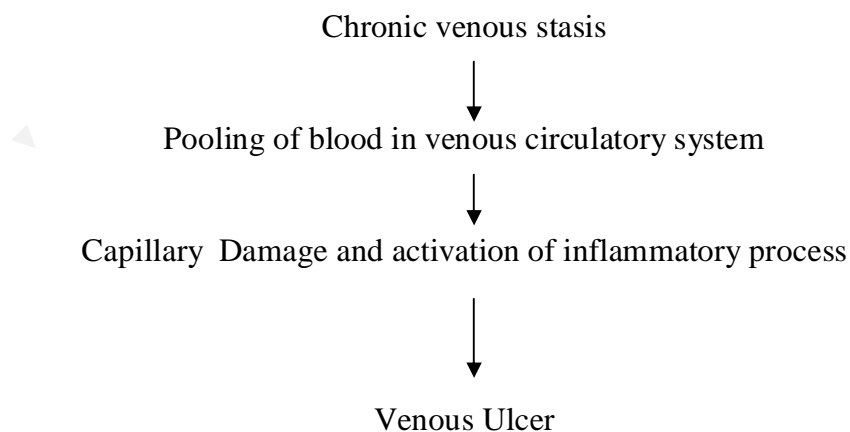 Chronic venous stasis
Pooling of blood in venous circulatory system
Capillary Damage and activation of inflammatory process
Venous Ulcer